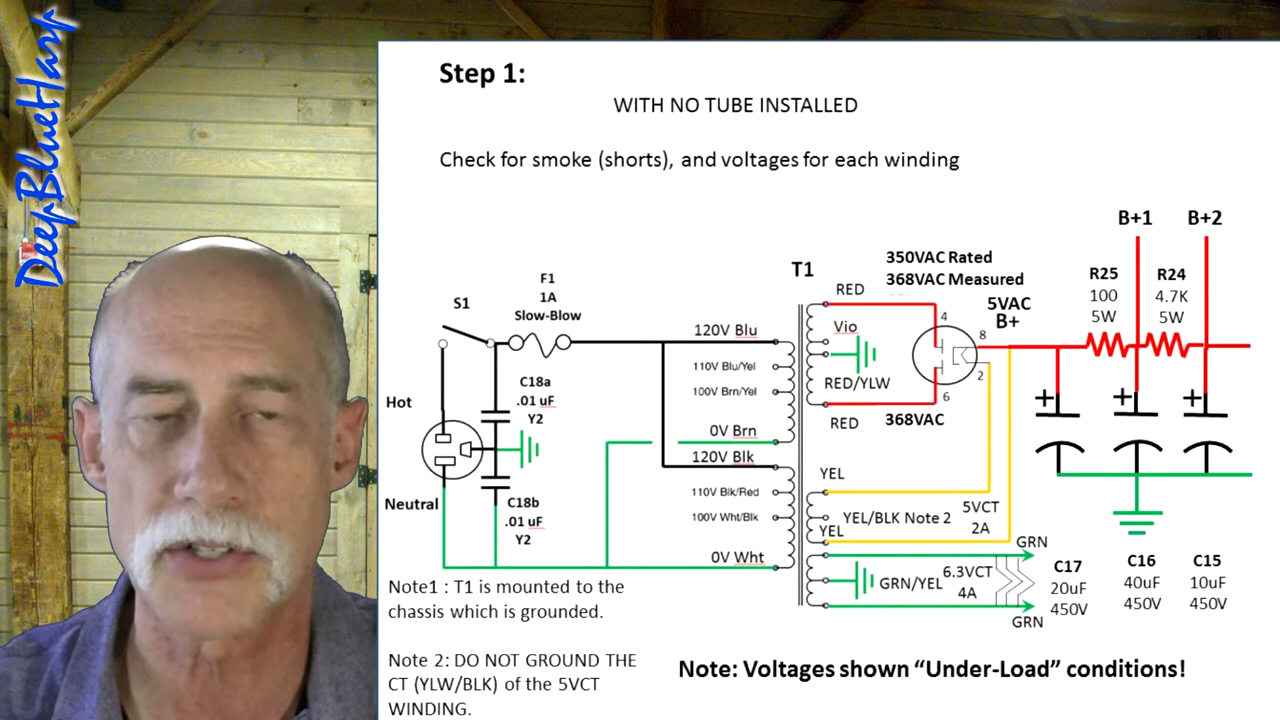 DeepBlueHarp
Step 1:
WITH NO TUBE INSTALLED
Check for smoke (shorts), and voltages for each winding
B+1
B+2
350VAC Rated
368VAC Measured
T1
F1
1A
Slow-Blow
S1
RED
5VAC
B+
R25
100
5W
R24
4.7K
5W
120V Blu
Vio
4
8
110V Blu/Yel
2
C18a
.01 uF
Y2
100V Brn/Yel
RED/YLW
6
Hot
RED
368VAC
0V Brn
120V Blk
YEL
110V Blk/Red
Neutral
C18b
.01 uF
Y2
100V Wht/Blk
YEL/BLK Note 2
YEL
5VCT
2A
GRN
0V Wht
GRN/YEL
6.3VCT
4A
GRN
C17
20uF
450V
C16
40uF
450V
C15
10uF
450V
+
+
+
Note1 : T1 is mounted to the
chassis which is grounded.
Note 2: DO NOT GROUND THE
CT (YLW/BLK) of the 5VCT
WINDING.
Note: Voltages shown “Under-Load” conditions!